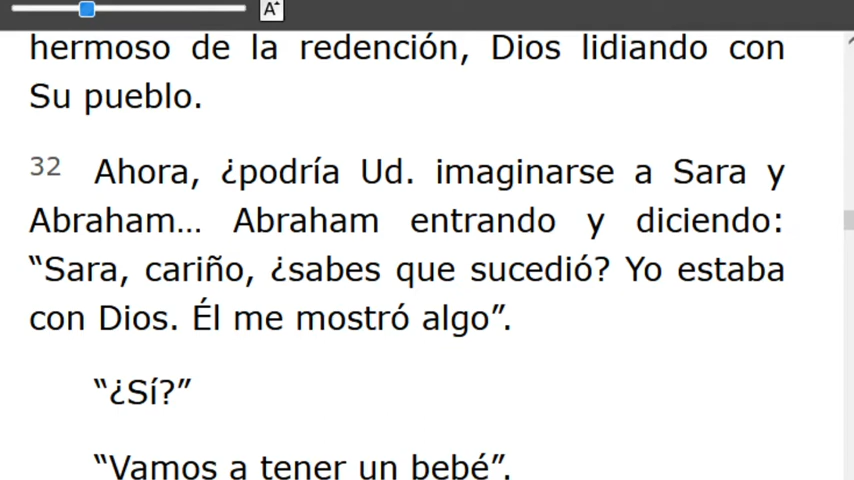 A
hermoso de la redención, Dios lidiando con
Su pueblo.
32 Ahora, ¿podría Ud. imaginarse a Sara y
Abraham… Abraham entrando y diciendo:
“Sara, cariño, ¿sabes que sucedió? Yo estaba
con Dios. Él me mostró algo”.
“¿Sí?”
“Vamos a tener un bebé”.